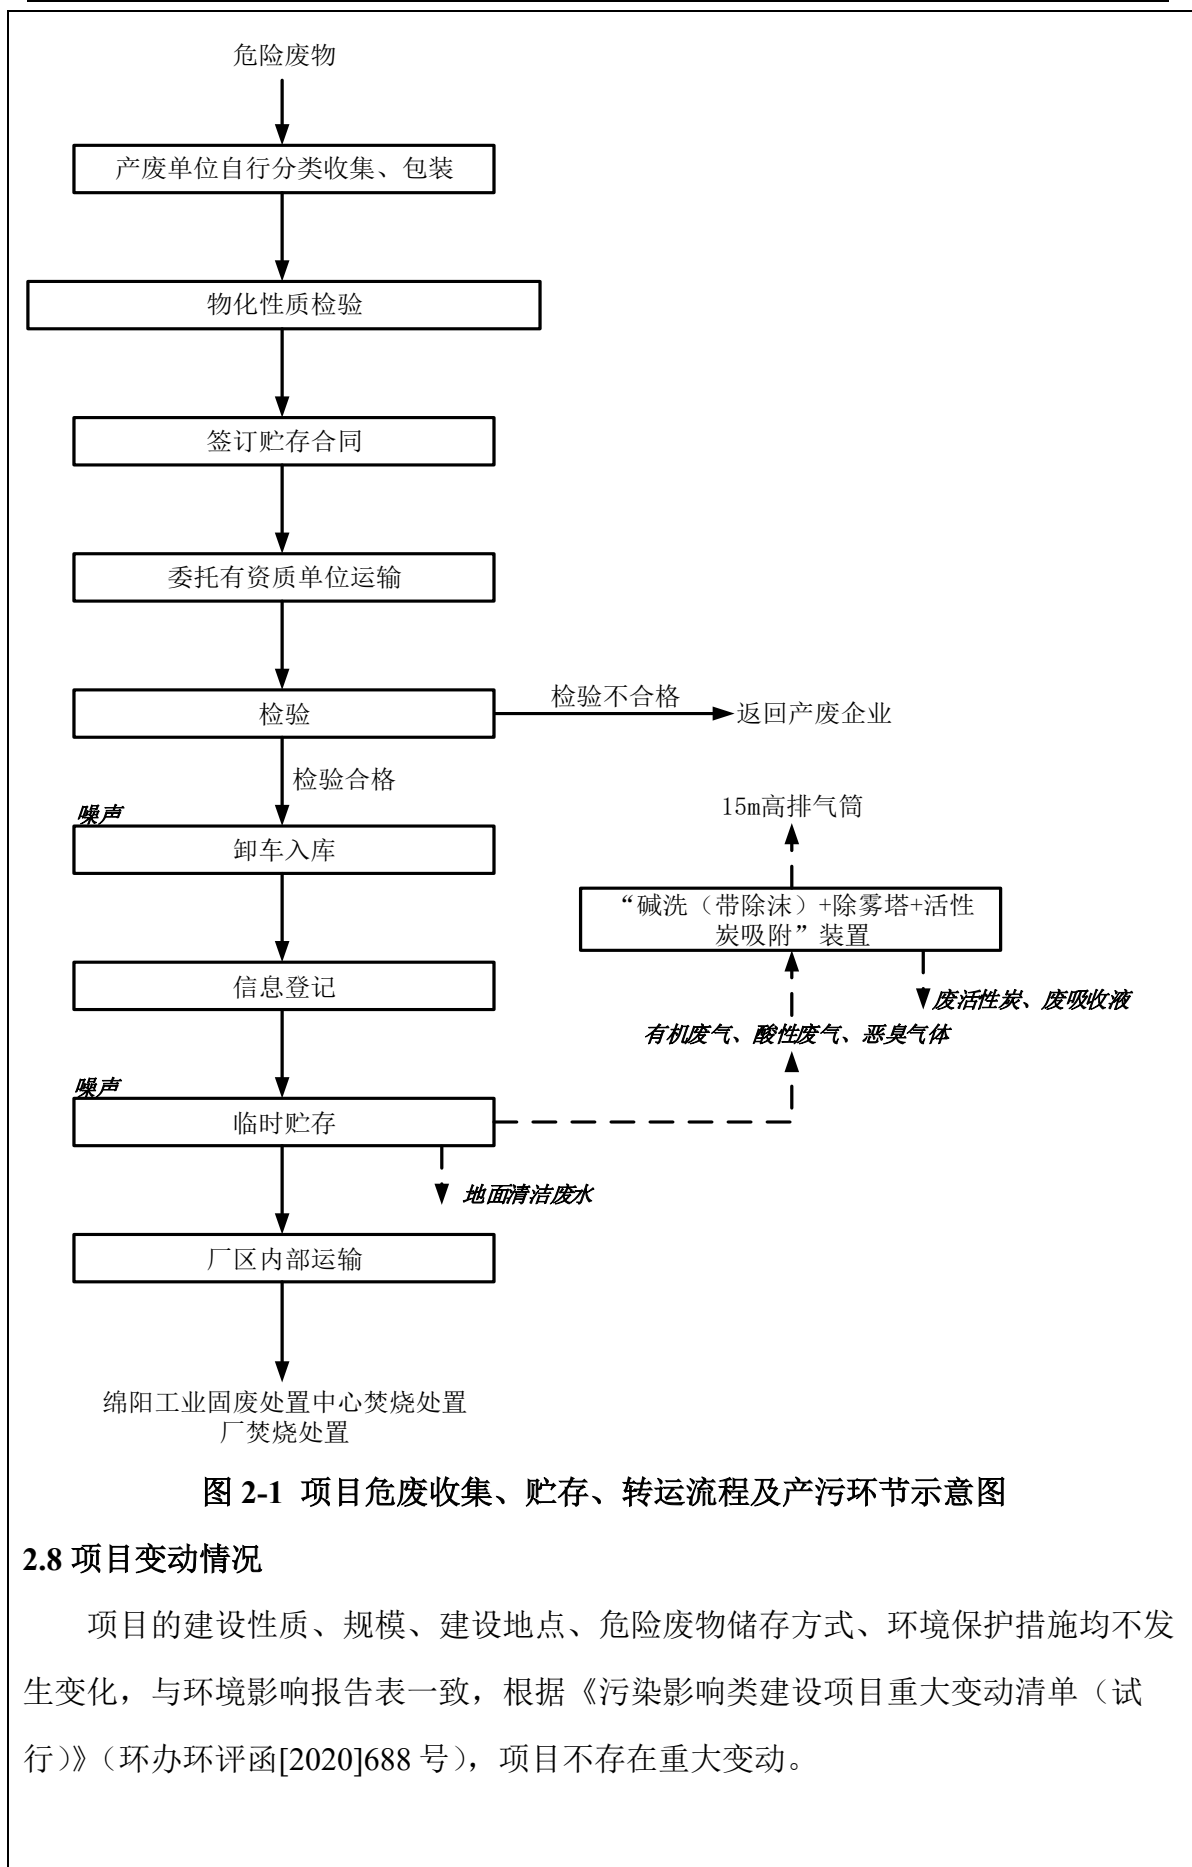 危险废物
产废单位自行分类收集、包装
物化性质检验
签订贮存合同
委托有资质单位运输
检验
检验不合格
返回产废企业
检验合格
噪声
卸车入库
15m高排气筒
“碱洗（带除沫）+除雾塔+活性
炭吸附”装置
信息登记
废活性炭、废吸收液
有机废气、酸性废气、恶臭气体
噪声
临时贮存
地面清洁废水
厂区内部运输
绵阳工业固废处置中心焚烧处置
厂焚烧处置
图 2-1 项目危废收集、贮存、转运流程及产污环节示意图
2.8 项目变动情况
项目的建设性质、规模、建设地点、危险废物储存方式、环境保护措施均不发
生变化，与环境影响报告表一致，根据《污染影响类建设项目重大变动清单（试
行）》（环办环评函[2020]688 号），项目不存在重大变动。